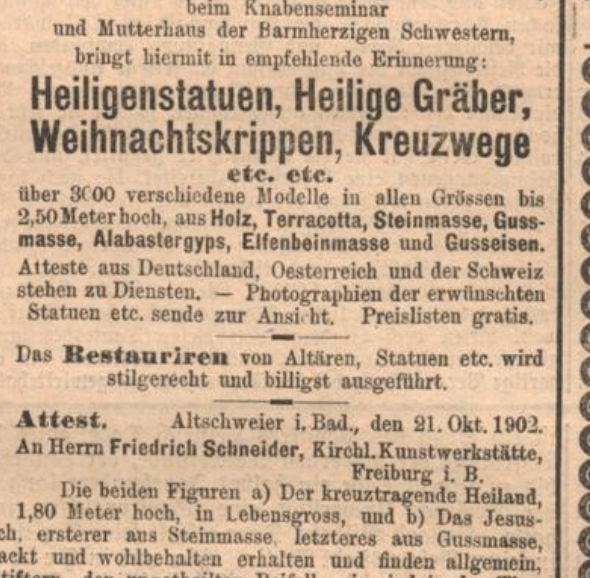 beim Knabenseminar
und Mutterhaus der Barmherzigen Schwestern,
bringt hiermit in empfehlende Erinnerung:
Heiligenstatuen, Heilige Gräber,
Weihnachtskrippen, Kreuzwege
etc. etc.
über 3000 verschiedene Modelle in allen Grössen bis
2,50 Meter hoch, aus Holz, Terracotta, Steinmasse, Guss-
masse, Alabastergyps, Elfenbeinmasse und Gusseisen.
Atteste aus Deutschland, Oesterreich und der Schweiz
stehen zu Diensten. — Photographien der erwünschten
Statuen etc. sende zur Ansicht. Preislisten gratis.
Das Restauriren von Altären, Statuen etc. wird
stilgerecht und billigst ausgeführt.
Attest. Altschweier i. Bad., den 21. Okt. 1902.
An Herrn Friedrich Schneider, Kirchl. Kunstwerkstätte,
Freiburg i. B.
Die beiden Figuren a) Der kreuztragende Heiland,
1,80 Meter hoch, in Lebensgross, und b) Das Jesus-
ch, ersterer aus Steinmasse, letzteres aus Gussmasse,
ackt und wohlbehalten erhalten und finden allgemein,